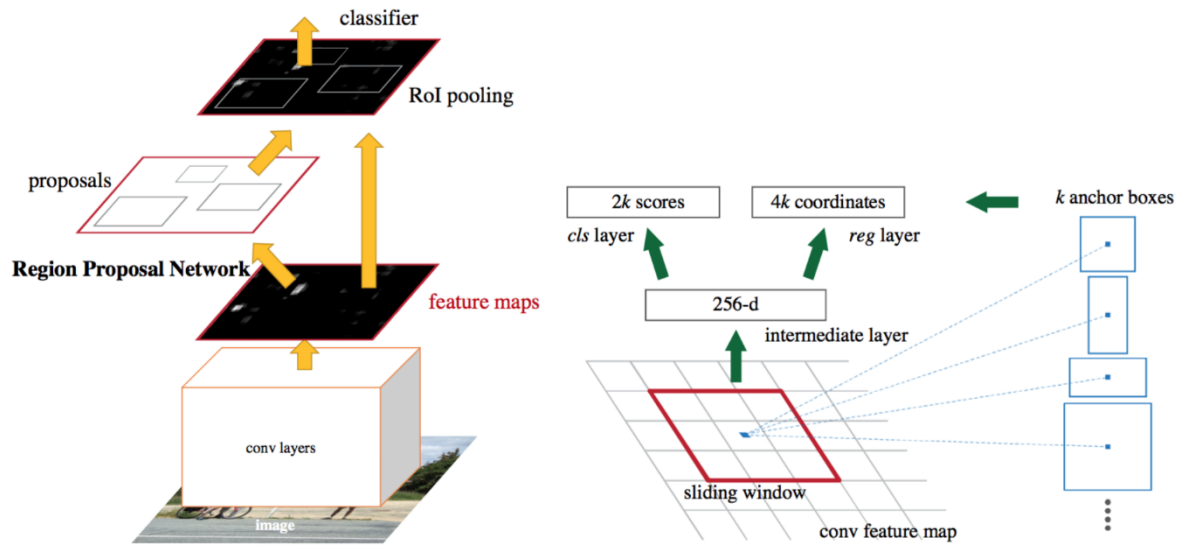 classifier
RoI pooling
proposals
Region Proposal Network
feature maps
conv layers
image
2k scores
4k coordinates
k anchor boxes
cls layer
reg layer
256-d
intermediate layer
sliding window
conv feature map